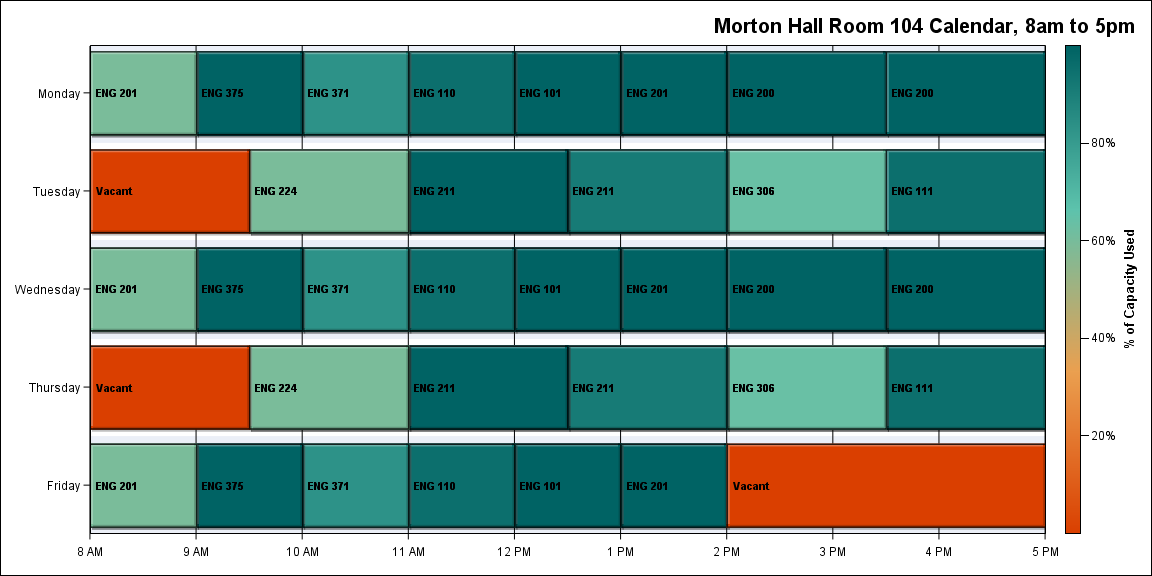 Morton Hall Room 104 Calendar, 8am to 5pm
Monday
ENG 201
ENG 375
ENG 371
ENG 110
ENG 101
ENG 201
ENG 200
ENG 200
Tuesday
Vacant
ENG 224
ENG 211
ENG 211
ENG 306
ENG 111
Wednesday
ENG 201
ENG 375
ENG 371
ENG 110
ENG 101
ENG 201
ENG 200
ENG 200
Thursday
Vacant
ENG 224
ENG 211
ENG 211
ENG 306
ENG 111
Friday
ENG 201
ENG 375
ENG 371
ENG 110
ENG 101
ENG 201
Vacant
8 AM
9 AM
10 AM
11 AM
12 PM
1 PM
2 PM
3 PM
4 PM
5 PM
80%
60%
40%
20%
% of Capacity Used